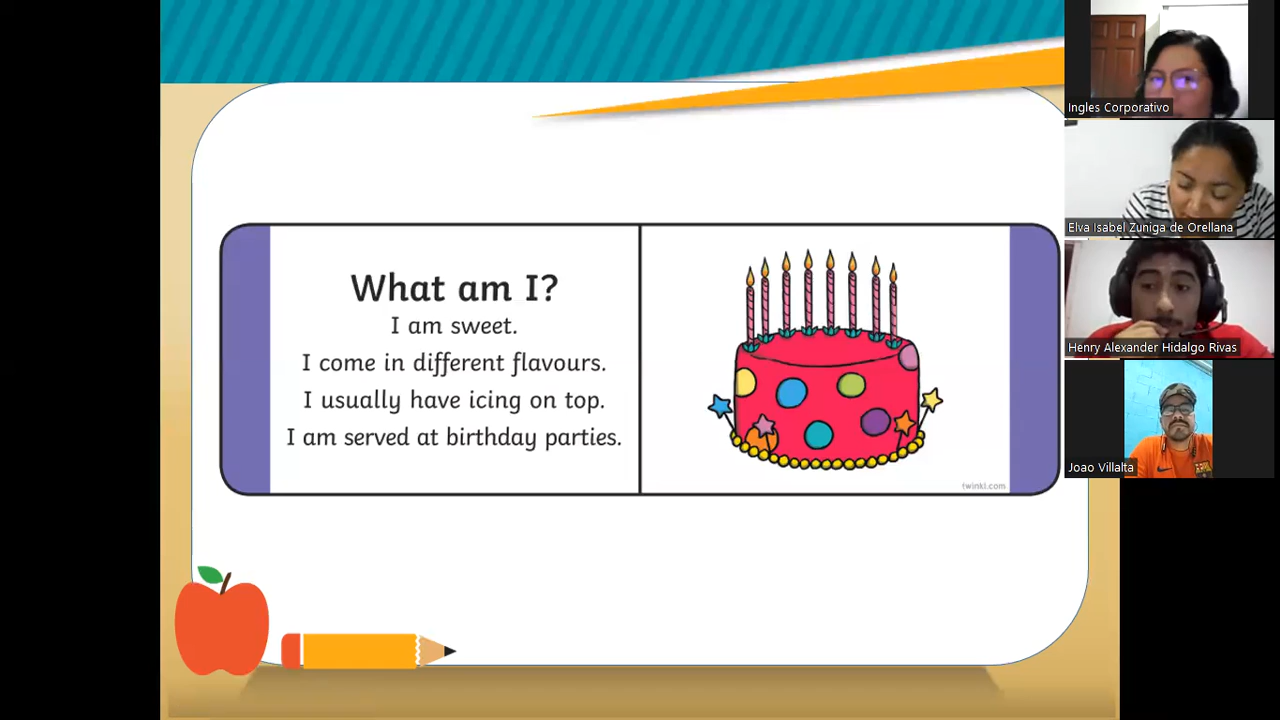 What am I?
I am sweet.
I come in different flavours.
I usually have icing on top.
I am served at birthday parties.
twinkl.com
Ingles Corporativo
Elva Isabel Zuniga de Orellana
Henry Alexander Hidalgo Rivas
Joao Villalta